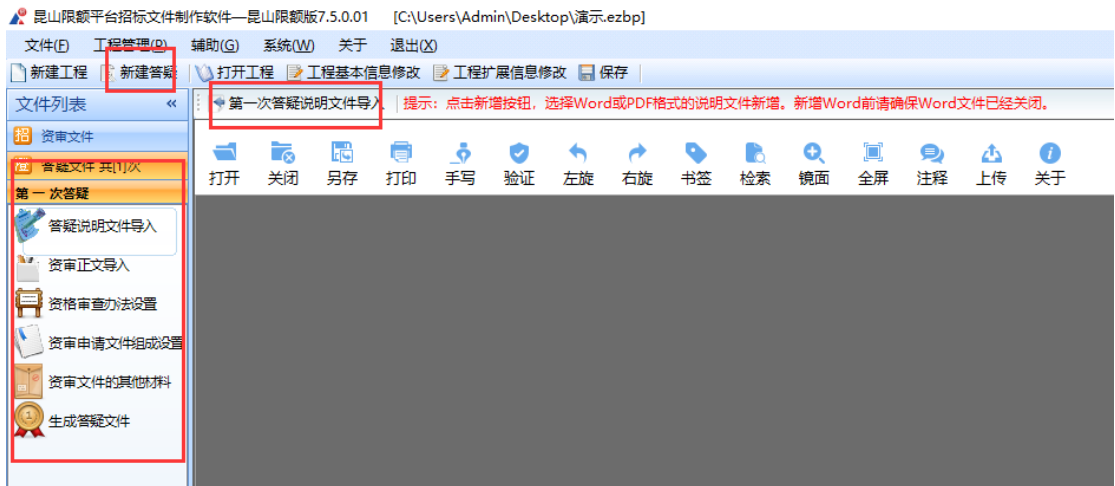 昆山限额平台招标文件制作软件—昆山限额版7.5.0.01 [C:\Users\Admin\Desktop\演示.ezbp]
文件(F) 工程管理(P) 辅助(G) 系统(W) 关于 退出(X)
新建工程 新建答疑 打开工程 工程基本信息修改 工程扩展信息修改 保存
文件列表 «
第一次答疑说明文件导入 提示：点击新增按钮，选择Word或PDF格式的说明文件新增。新增Word前请确保Word文件已经关闭。
招 资审文件
答疑文件 共[1]次
第 一 次答疑
打开 关闭 另存 打印 手写 验证 左旋 右旋 书签 检索 镜面 全屏 注释 上传 关于
答疑说明文件导入
资审正文导入
资格审查办法设置
资审申请文件组成设置
资审文件的其他材料
生成答疑文件